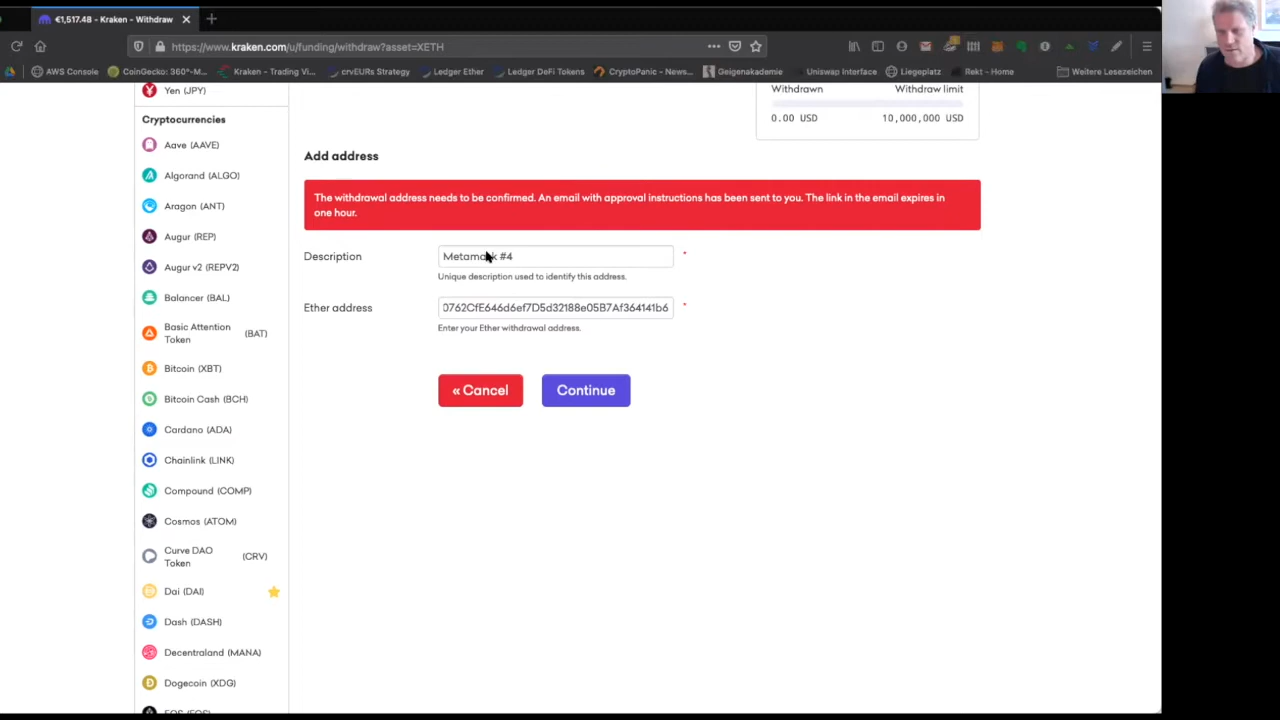 €1,517.48 - Kraken - Withdraw
https://www.kraken.com/u/funding/withdraw?asset=XETH
AWS Console
CoinGecko: 360°-M...
Kraken - Trading Vi...
crvEURs Strategy
Ledger Ether
Ledger DeFi Tokens
CryptoPanic - News...
Geigenakademie
Uniswap Interface
Liegeplatz
Rekt - Home
Weitere Lesezeichen
Yen (JPY)
Cryptocurrencies
Aave (AAVE)
Algorand (ALGO)
Aragon (ANT)
Augur (REP)
Augur v2 (REPV2)
Balancer (BAL)
Basic Attention
Token
(BAT)
Bitcoin (XBT)
Bitcoin Cash (BCH)
Cardano (ADA)
Chainlink (LINK)
Compound (COMP)
Cosmos (ATOM)
Curve DAO
Token
(CRV)
Dai (DAI)
Dash (DASH)
Decentraland (MANA)
Dogecoin (XDG)
Withdrawn Withdraw limit
0.00 USD 10,000,000 USD
Add address
The withdrawal address needs to be confirmed. An email with approval instructions has been sent to you. The link in the email expires in
one hour.
Description
Metamask #4
*
Unique description used to identify this address.
Ether address
0762CfE646d6ef7D5d32188e05B7Af364141b6
*
Enter your Ether withdrawal address.
« Cancel
Continue